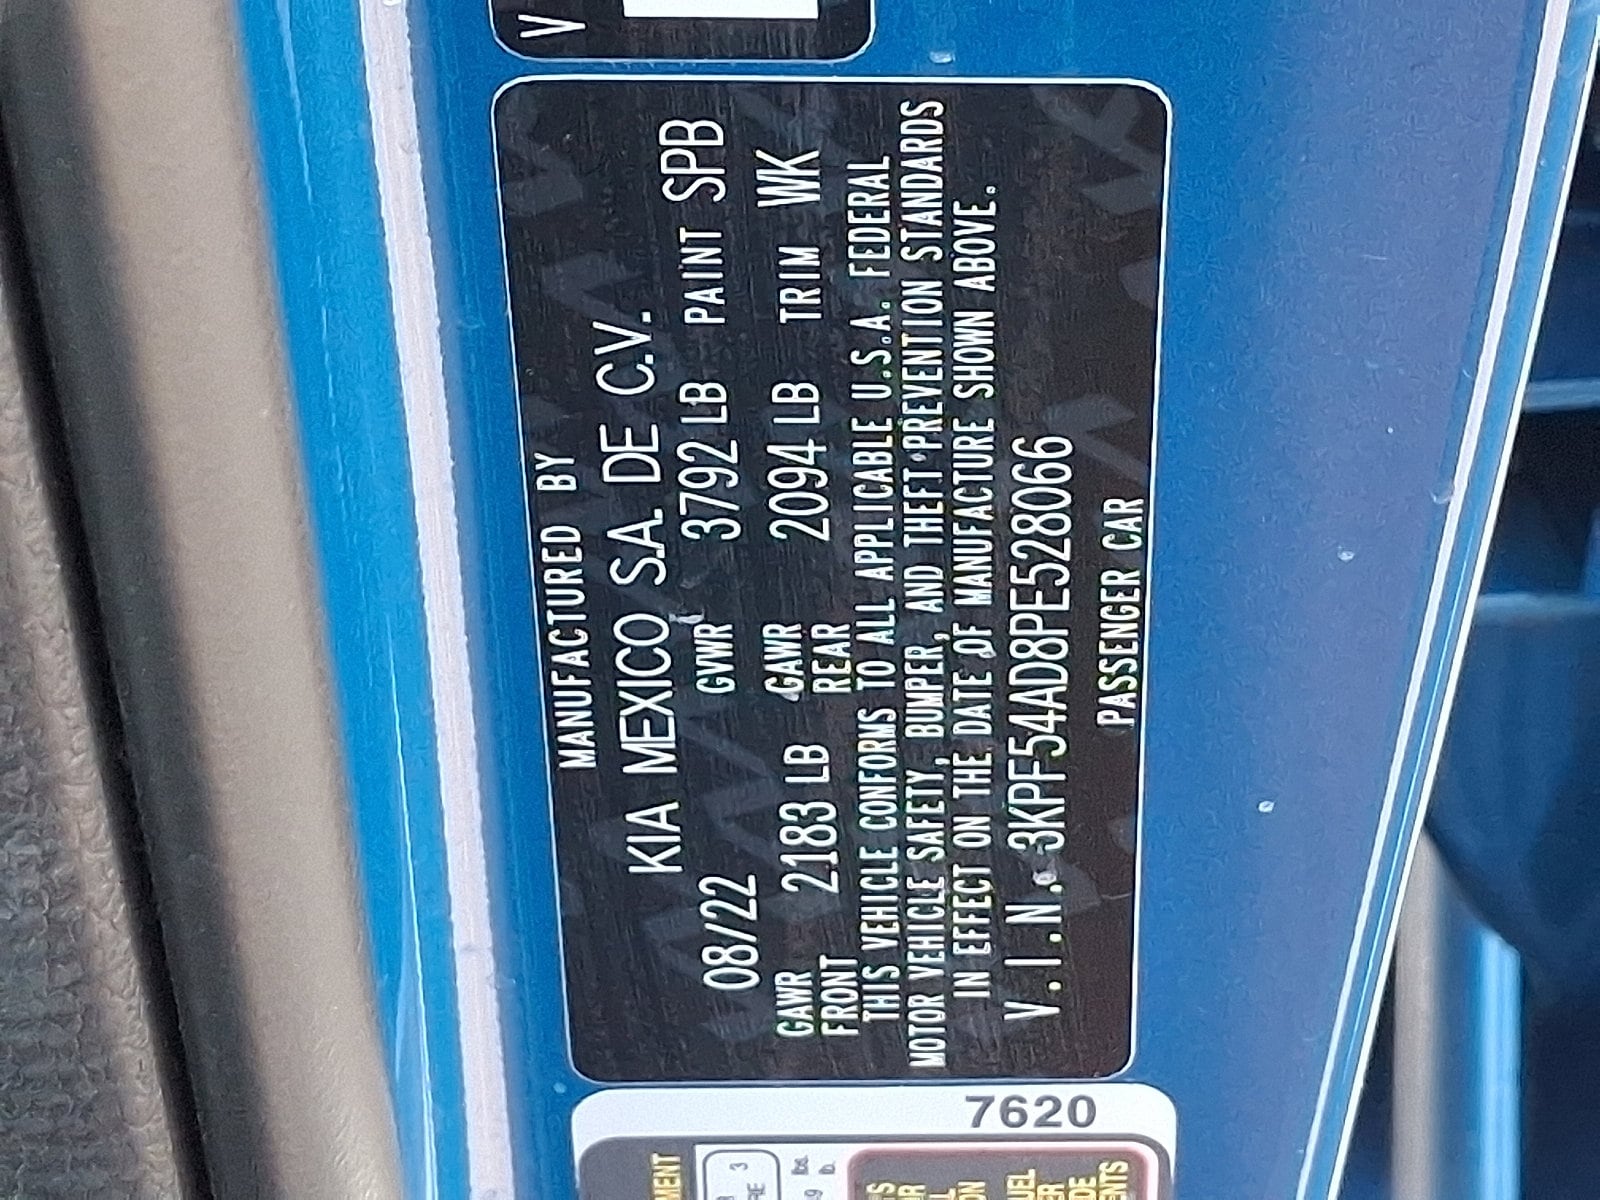 V
MANUFACTURED BY
KIA MEXICO S.A. DE C.V.
08/22 GVWR 3792 LB PAINT SPB
GAWR FRONT 2183 LB GAWR REAR 2094 LB TRIM WK
THIS VEHICLE CONFORMS TO ALL APPLICABLE U.S.A. FEDERAL
MOTOR VEHICLE SAFETY, BUMPER, AND THEFT PREVENTION STANDARDS
IN EFFECT ON THE DATE OF MANUFACTURE SHOWN ABOVE.
V.I.N. 3KPF54AD8PE528066
PASSENGER CAR
7620